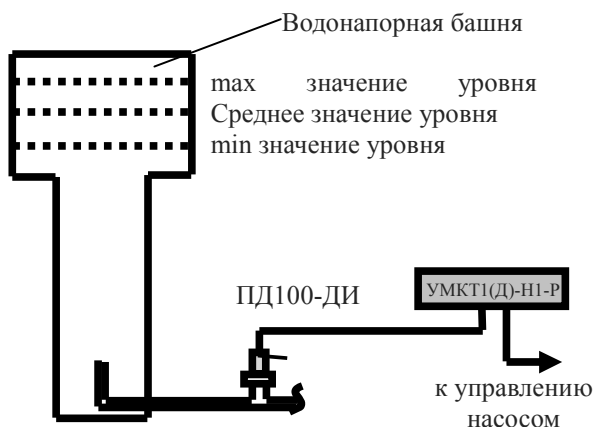 Водонапорная башня
max значение уровня
Среднее значение уровня
min значение уровня
ПД100-ДИ
УМКТ1(Д)-Н1-Р
к управлению
насосом